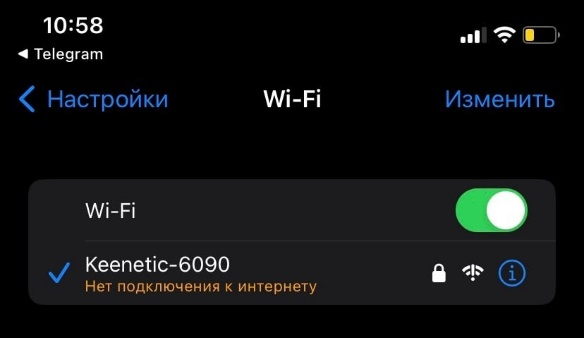 10:58
◀ Telegram
Настройки
Wi-Fi
Изменить
Wi-Fi
Keenetic-6090
Нет подключения к интернету